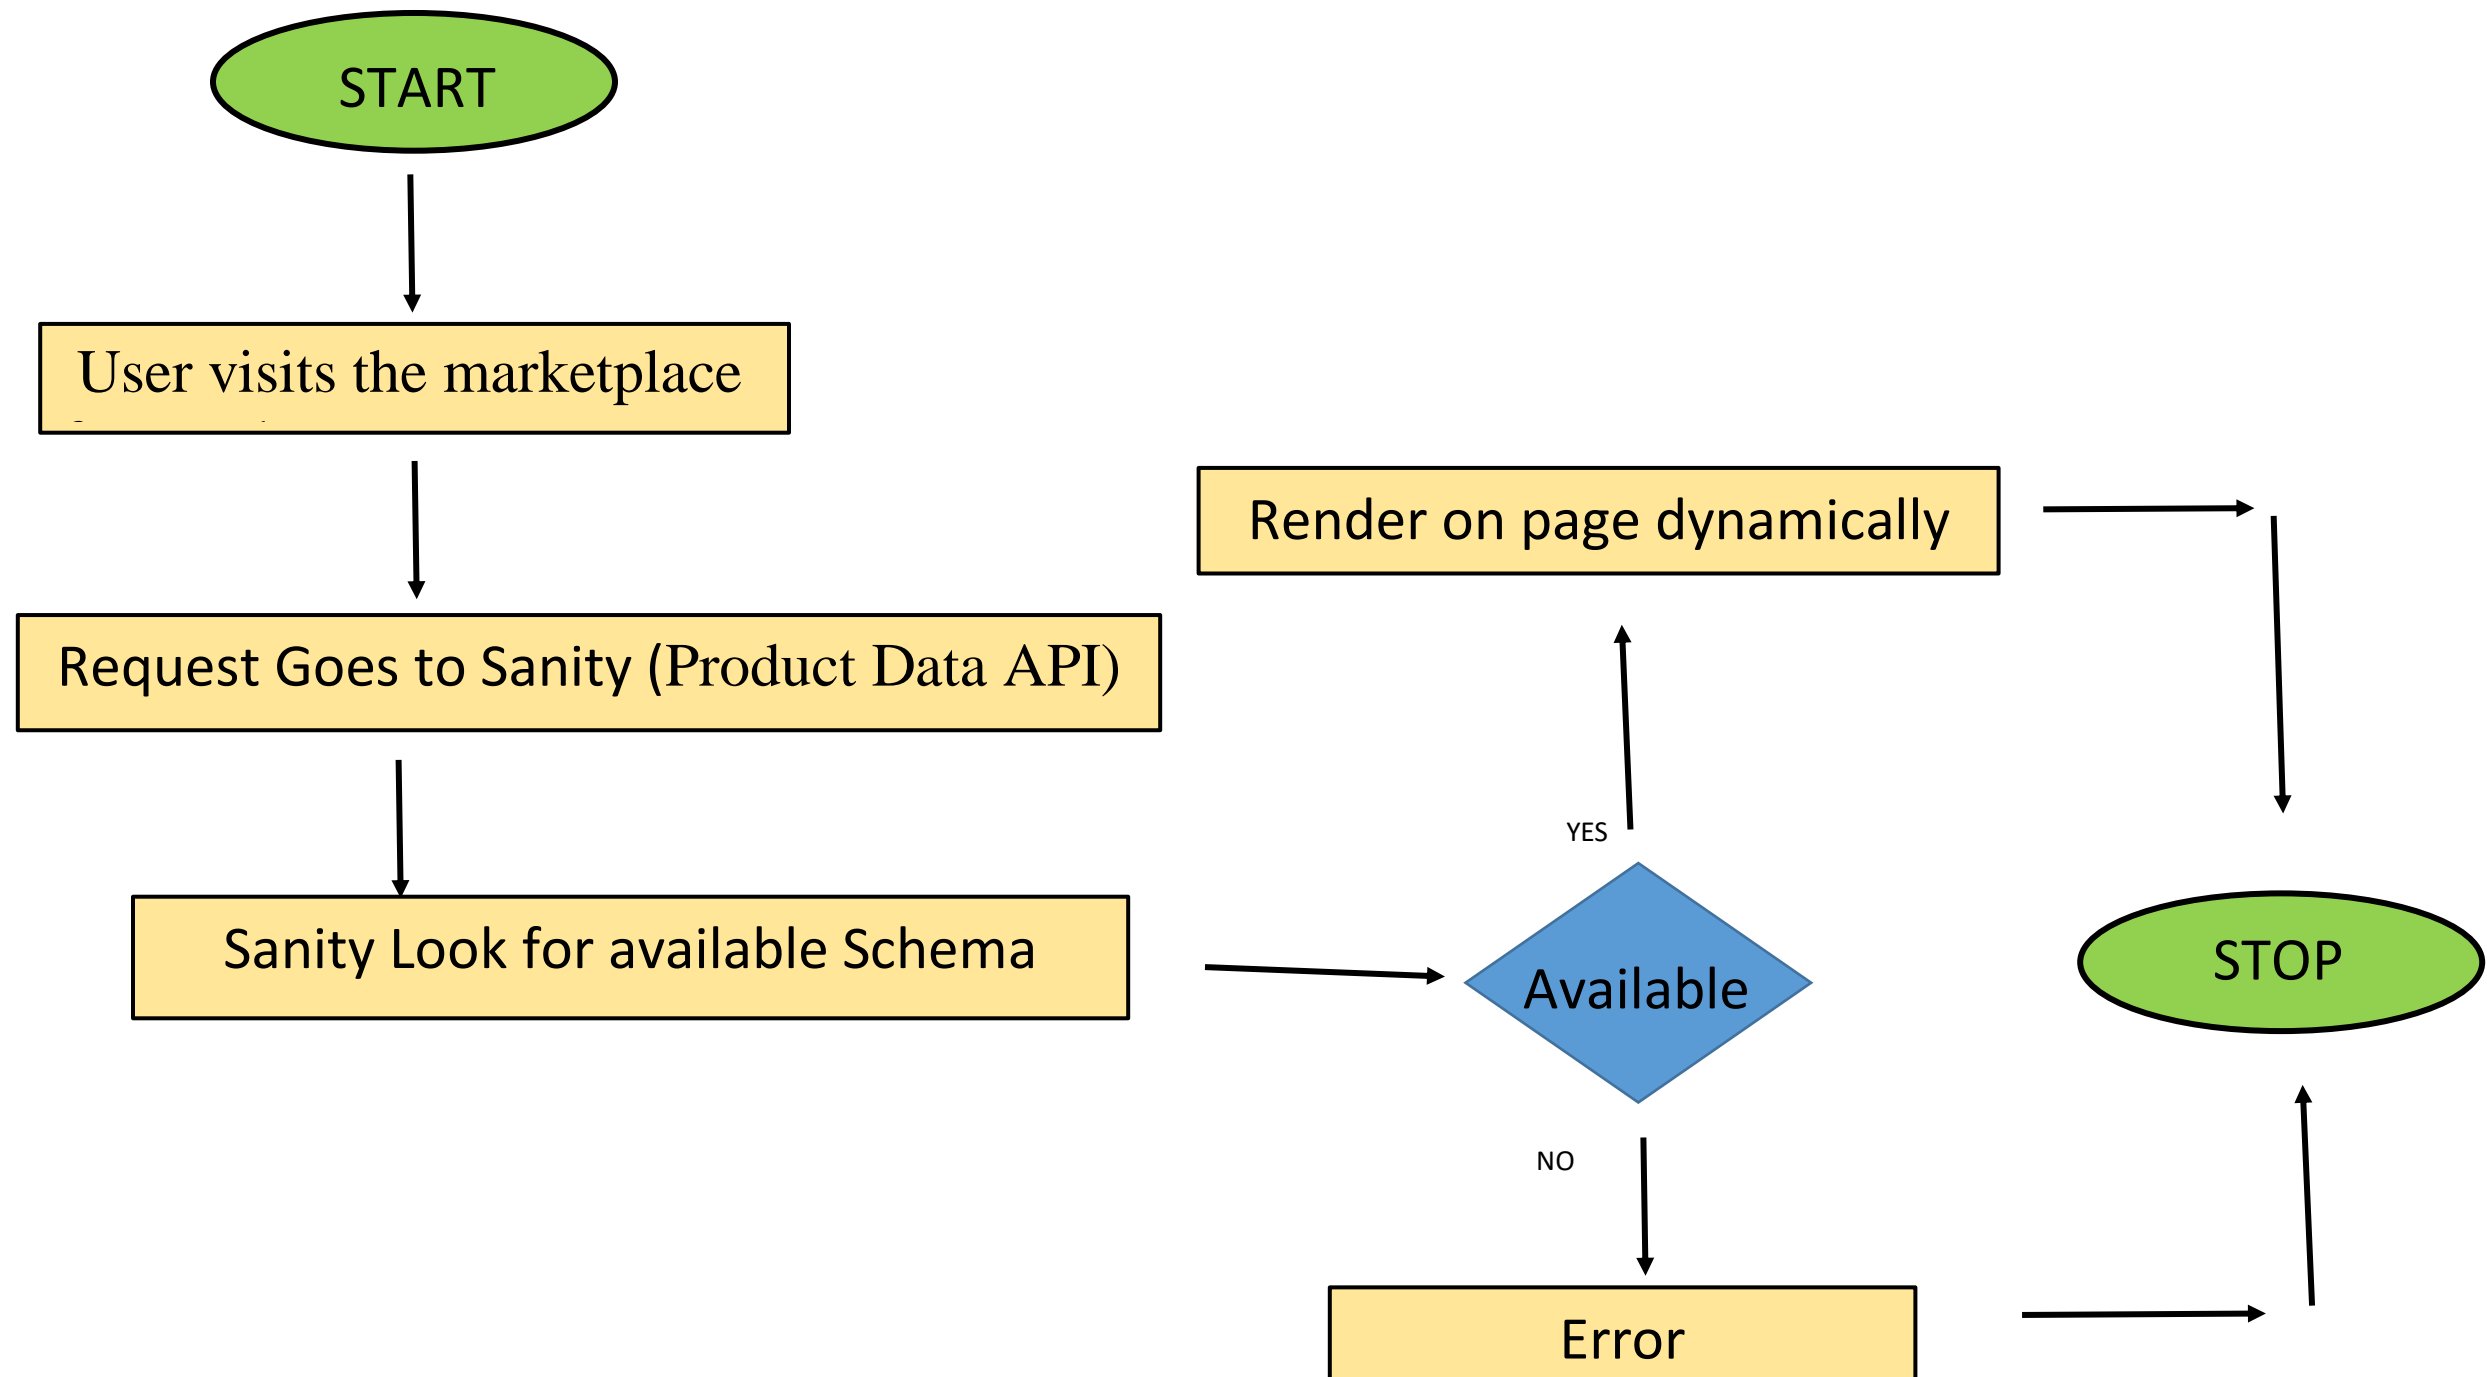 START
User visits the marketplace
Request Goes to Sanity (Product Data API)
Sanity Look for available Schema
Render on page dynamically
YES
Available
NO
Error
STOP